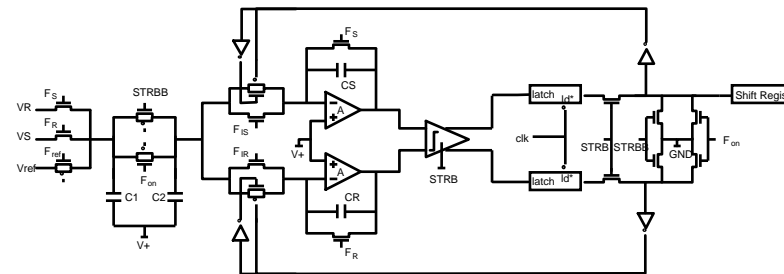 F_S
VR
F_R
VS
F_ref
Vref
STRBB
F_on
C1
C2
V+
F_S
CS
A
F_IS
V+
F_IR
A
CR
F_R
STRB
latch
ld*
clk
latch
ld*
STRB
STRBB
GND
F_on
Shift Regis